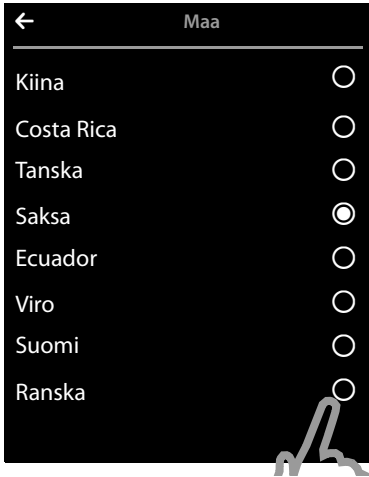 Maa
Kiina
Costa Rica
Tanska
Saksa
Ecuador
Viro
Suomi
Ranska